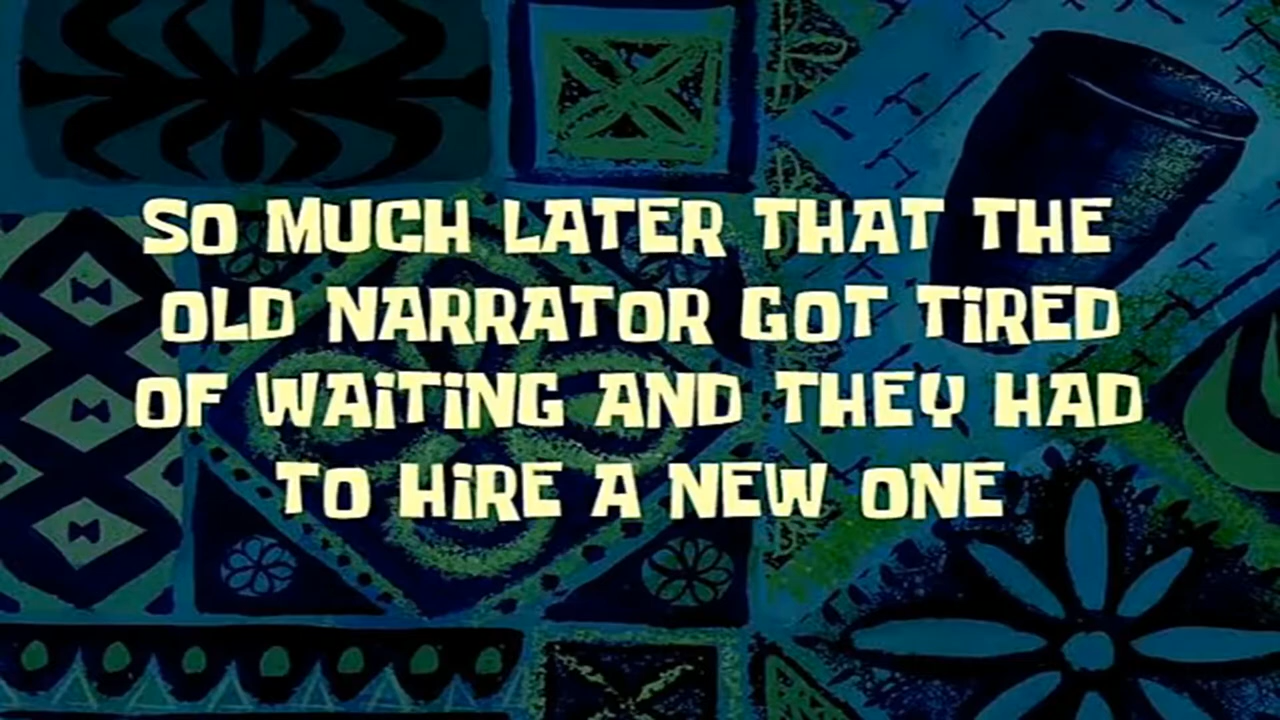 SO MUCH LATER THAT THE
OLD NARRATOR GOT TiRED
OF WAiTiNG AND THEY HAD
TO HiRE A NEW ONE